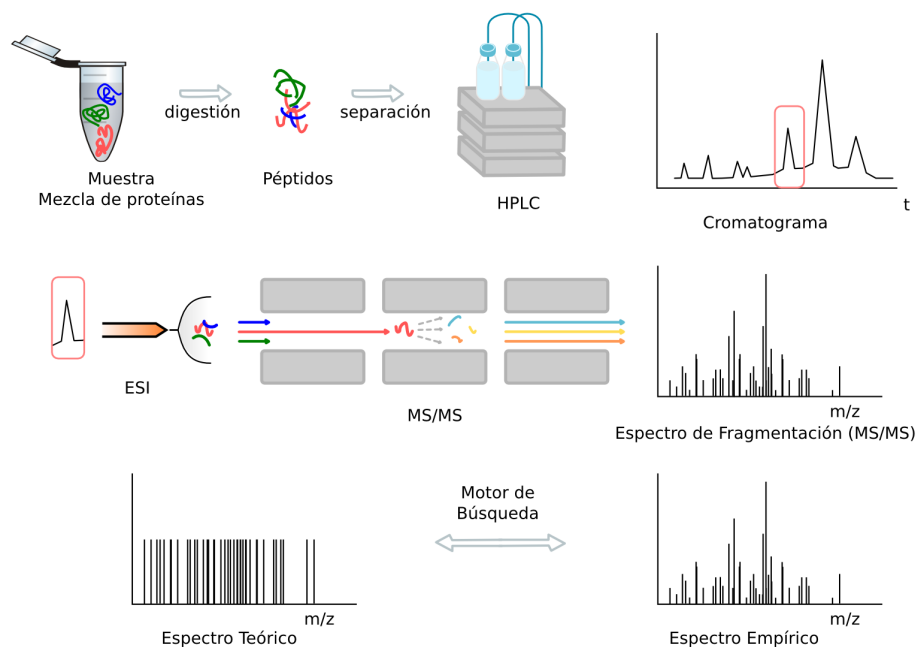 digestión
separación
Muestra
Mezcla de proteínas
Péptidos
HPLC
t
Cromatograma
ESI
MS/MS
m/z
Espectro de Fragmentación (MS/MS)
Motor de
Búsqueda
m/z
Espectro Teórico
m/z
Espectro Empírico